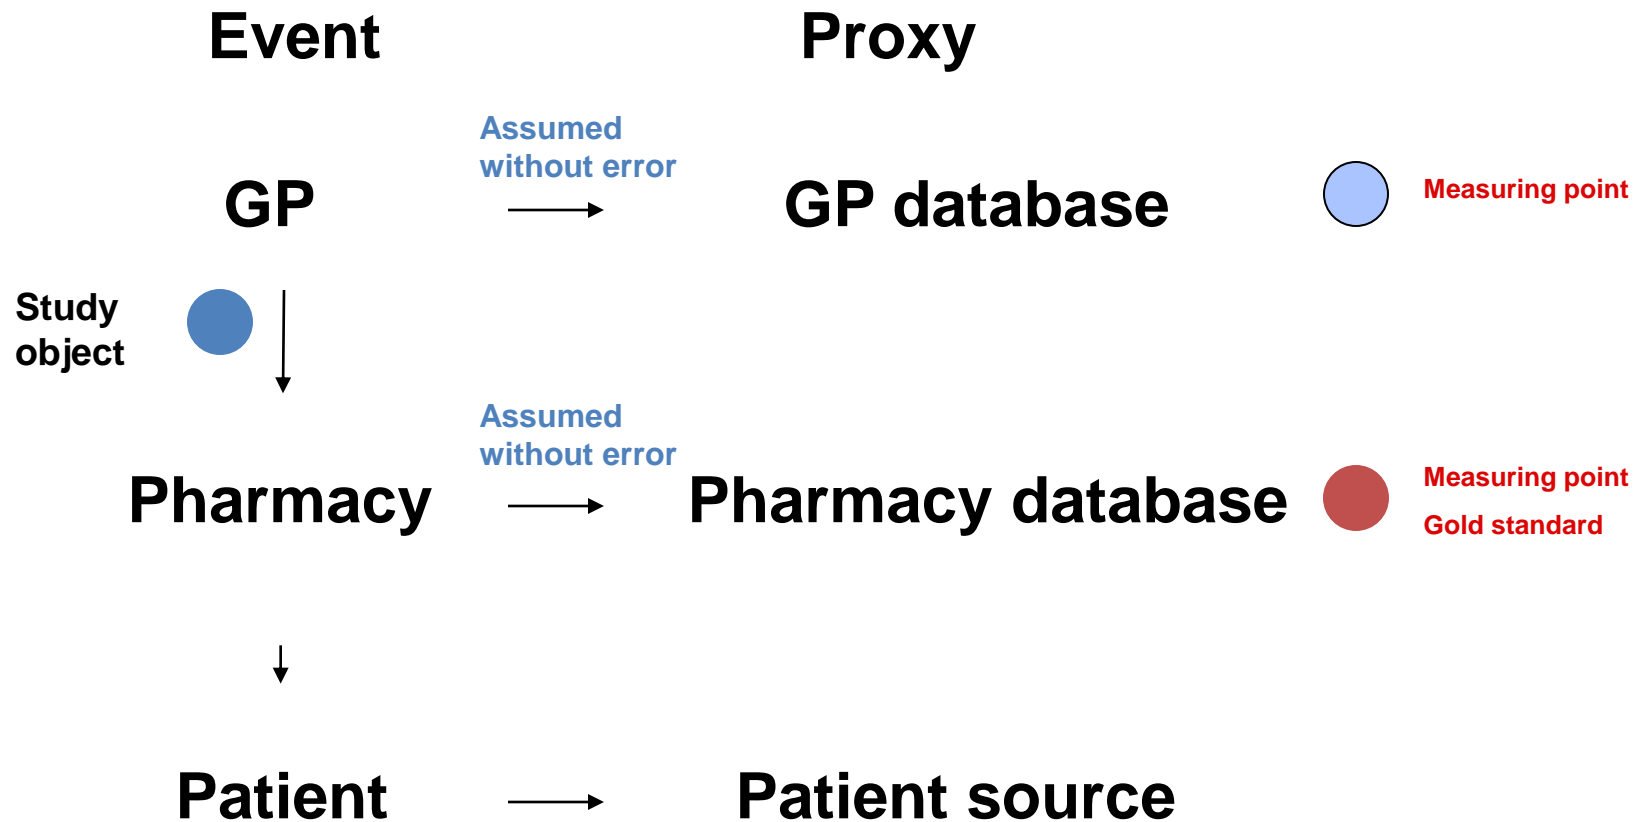 Event
Proxy
Assumed
without error
GP
GP database
Measuring point
Study
object
Assumed
without error
Pharmacy
Pharmacy database
Measuring point
Gold standard
Patient
Patient source